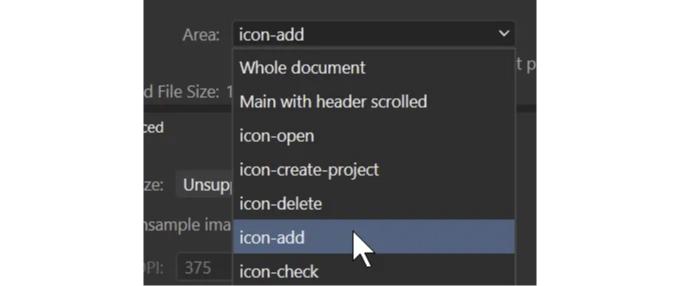 Area: icon-add
Whole document
t p
Main with header scrolled
d File Size: 1
icon-open
ced
icon-create-project
ze: Unsupp
icon-delete
nsample ima
icon-add
PI: 375
icon-check